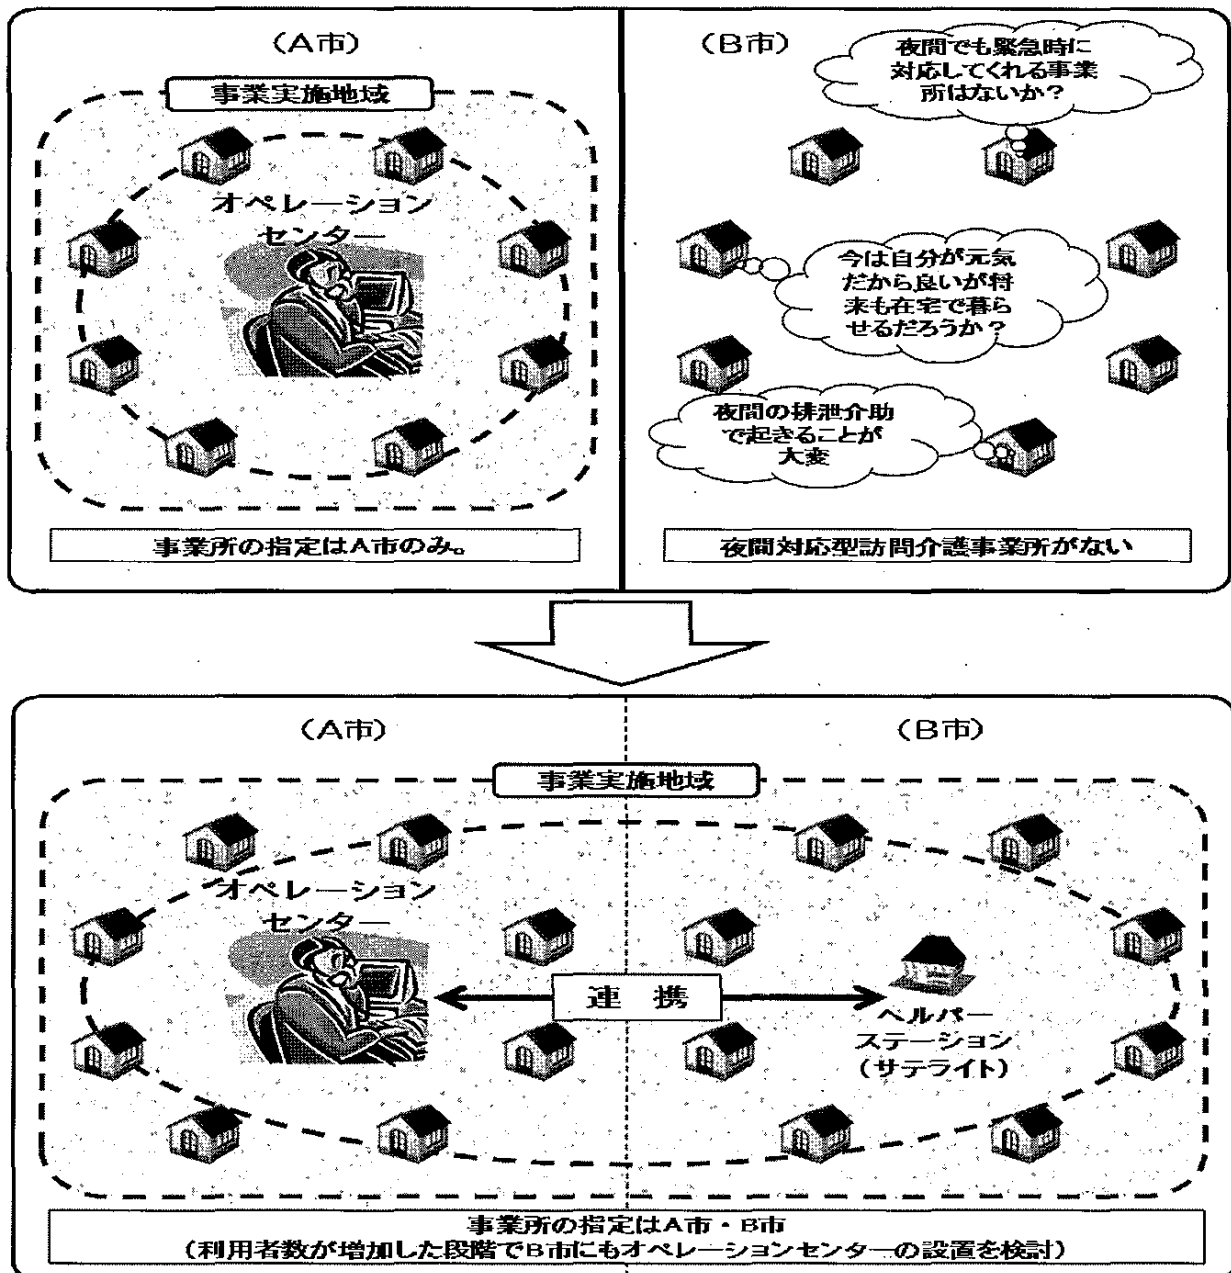 （A市）
事業実施地域
オペレーション
センター
事業所の指定はA市のみ。
（B市）
夜間でも緊急時に
対応してくれる事業
所はないか？
今は自分が元気
だから良いが将
来も在宅で暮ら
せるだろうか？
夜間の排泄介助
で起きることが
大変
夜間対応型訪問介護事業所がない
（A市）
（B市）
事業実施地域
オペレーション
センター
連 携
ヘルパー
ステーション
（サテライト）
事業所の指定はA市・B市
（利用者数が増加した段階でB市にもオペレーションセンターの設置を検討）